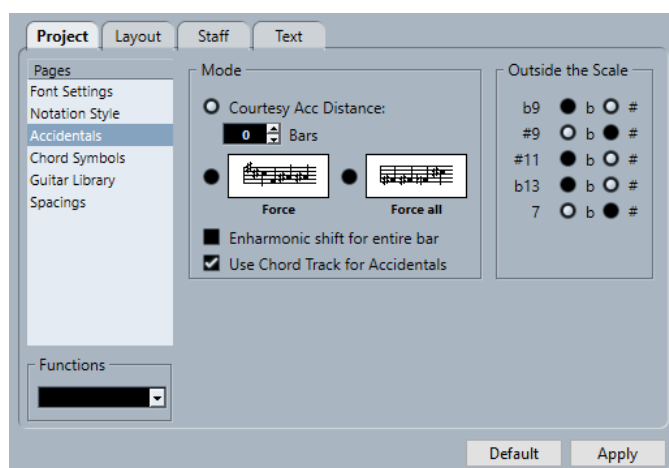 Project Layout Staff Text
Pages
Font Settings
Notation Style
Accidentals
Chord Symbols
Guitar Library
Spacings
Functions
Mode
Courtesy Acc Distance:
0 Bars
Force Force all
Enharmonic shift for entire bar
Use Chord Track for Accidentals
Outside the Scale
b9 b #
#9 b #
#11 b #
b13 b #
7 b #
Default Apply